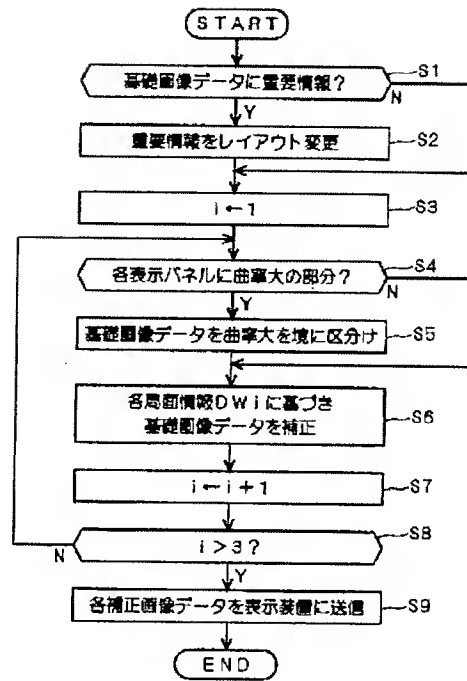 START
基礎画像データに重要情報?
S1
N
Y
重要情報をレイアウト変更
S2
i←1
S3
各表示パネルに曲率大の部分?
S4
N
Y
基礎画像データを曲率大を境に区分け
S5
各局面情報DWiに基づき
基礎画像データを補正
S6
i←i+1
S7
i>3?
S8
N
Y
各補正画像データを表示装置に送信
S9
END